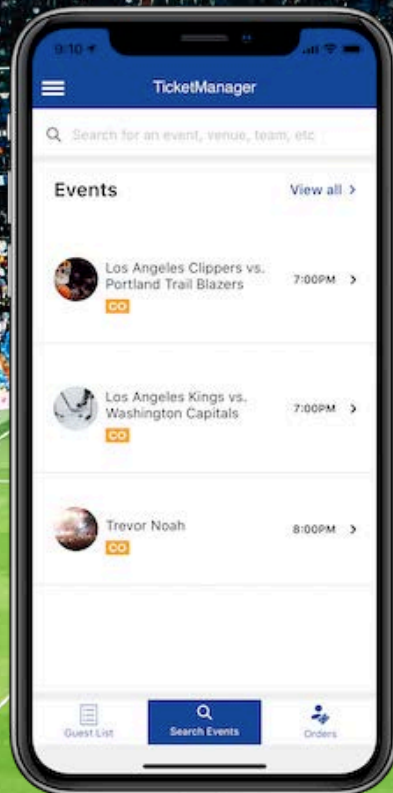 9:10
TicketManager
Search for an event, venue, team, etc
Events
View all >
Los Angeles Clippers vs.
Portland Trail Blazers
7:00PM >
CO
Los Angeles Kings vs.
Washington Capitals
7:00PM >
CO
Trevor Noah
8:00PM >
CO
Guest List
Search Events
Orders